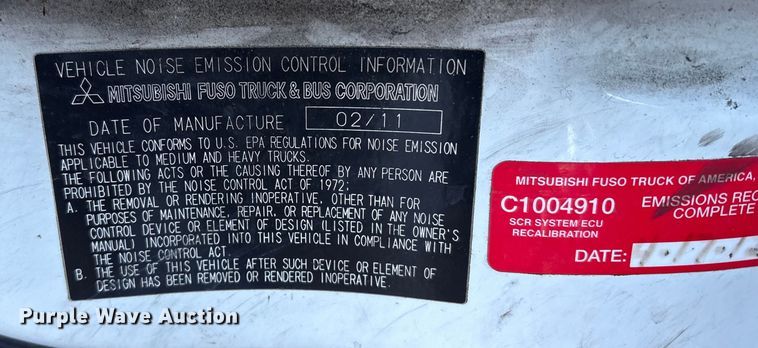 VEHICLE NOISE EMISSION CONTROL INFORMATION
MITSUBISHI FUSO TRUCK & BUS CORPORATION
DATE OF MANUFACTURE 02/11
THIS VEHICLE CONFORMS TO U.S. EPA REGULATIONS FOR NOISE EMISSION
APPLICABLE TO MEDIUM AND HEAVY TRUCKS.
THE FOLLOWING ACTS OR THE CAUSING THEREOF BY ANY PERSON ARE
PROHIBITED BY THE NOISE CONTROL ACT OF 1972;
A. THE REMOVAL OR RENDERING INOPERATIVE, OTHER THAN FOR
PURPOSES OF MAINTENANCE, REPAIR, OR REPLACEMENT OF ANY NOISE
CONTROL DEVICE OR ELEMENT OF DESIGN (LISTED IN THE OWNER'S
MANUAL) INCORPORATED INTO THIS VEHICLE IN COMPLIANCE WITH
THE NOISE CONTROL ACT.
B. THE USE OF THIS VEHICLE AFTER SUCH DEVICE OR ELEMENT OF
DESIGN HAS BEEN REMOVED OR RENDERED INOPERATIVE.
MITSUBISHI FUSO TRUCK OF AMERICA,
C1004910
SCR SYSTEM ECU
RECALIBRATION
EMISSIONS REC
COMPLETE
DATE:
Purple Wave Auction